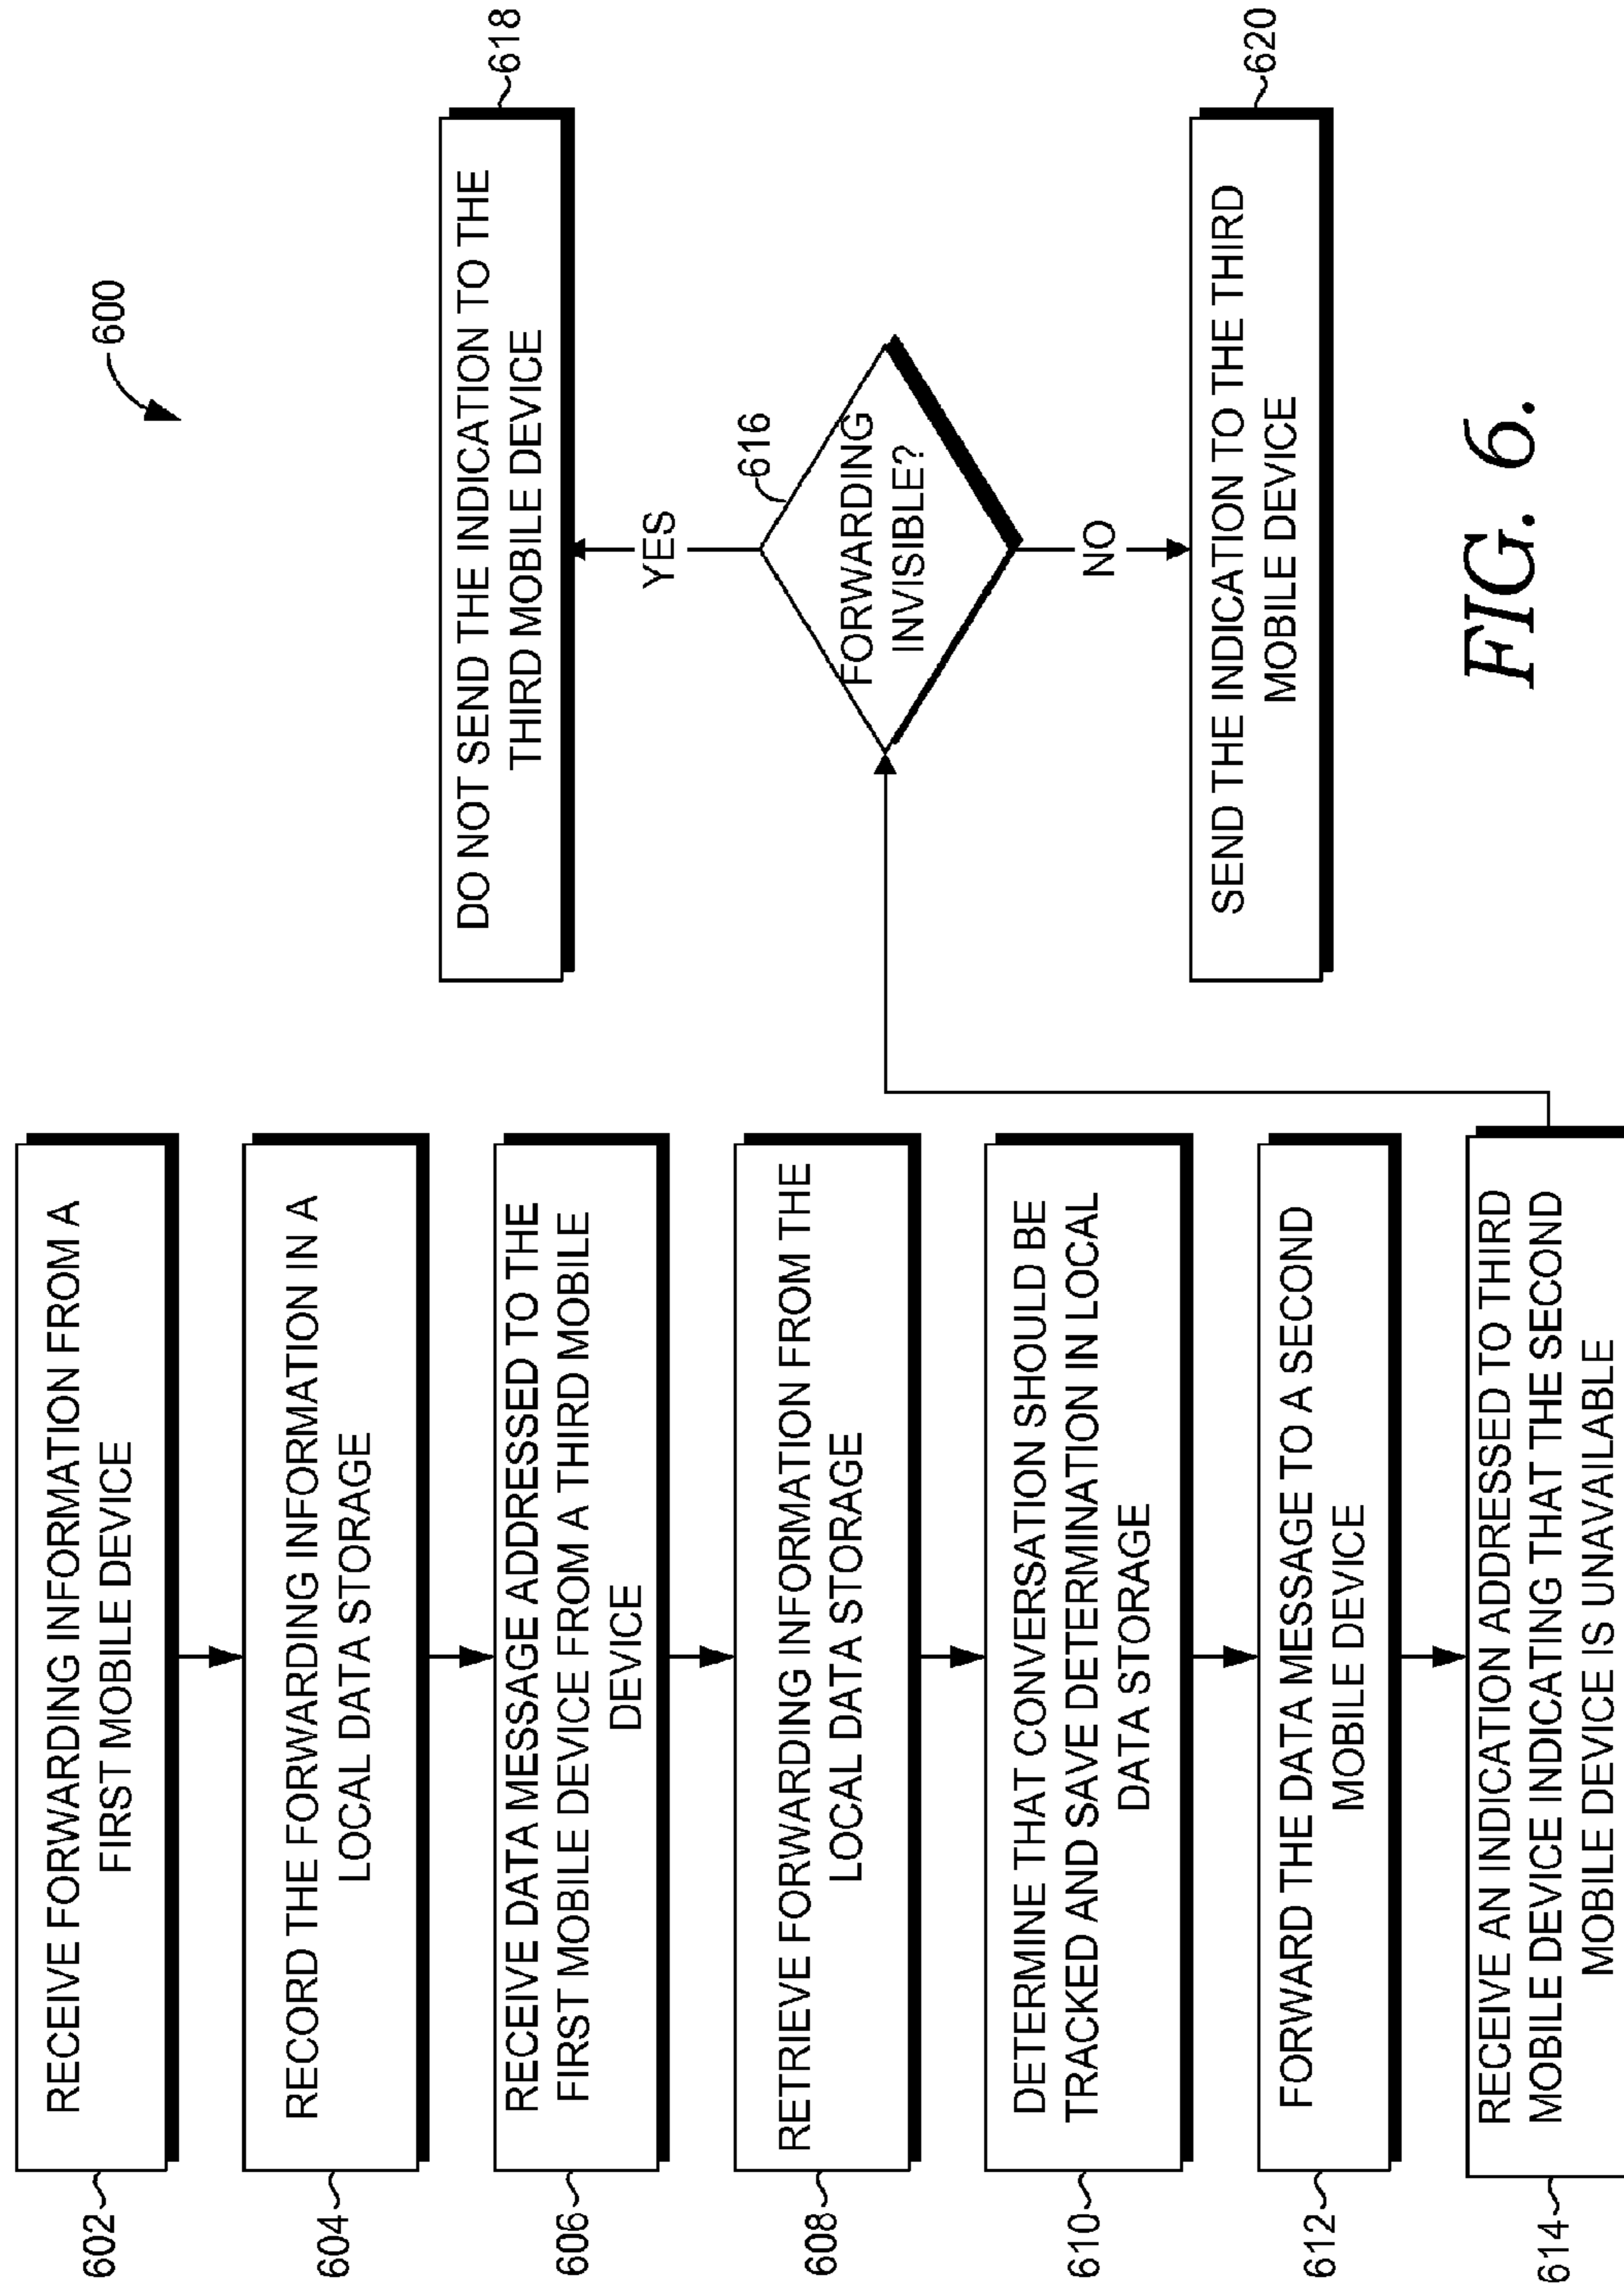 600
602
RECEIVE FORWARDING INFORMATION FROM A
FIRST MOBILE DEVICE
604
RECORD THE FORWARDING INFORMATION IN A
LOCAL DATA STORAGE
606
RECEIVE DATA MESSAGE ADDRESSED TO THE
FIRST MOBILE DEVICE FROM A THIRD MOBILE
DEVICE
608
RETRIEVE FORWARDING INFORMATION FROM THE
LOCAL DATA STORAGE
610
DETERMINE THAT CONVERSATION SHOULD BE
TRACKED AND SAVE DETERMINATION IN LOCAL
DATA STORAGE
612
FORWARD THE DATA MESSAGE TO A SECOND
MOBILE DEVICE
614
RECEIVE AN INDICATION ADDRESSED TO THIRD
MOBILE DEVICE INDICATING THAT THE SECOND
MOBILE DEVICE IS UNAVAILABLE
616
FORWARDING
INVISIBLE?
YES
DO NOT SEND THE INDICATION TO THE
THIRD MOBILE DEVICE
618
NO
SEND THE INDICATION TO THE THIRD
MOBILE DEVICE
620
FIG. 6.